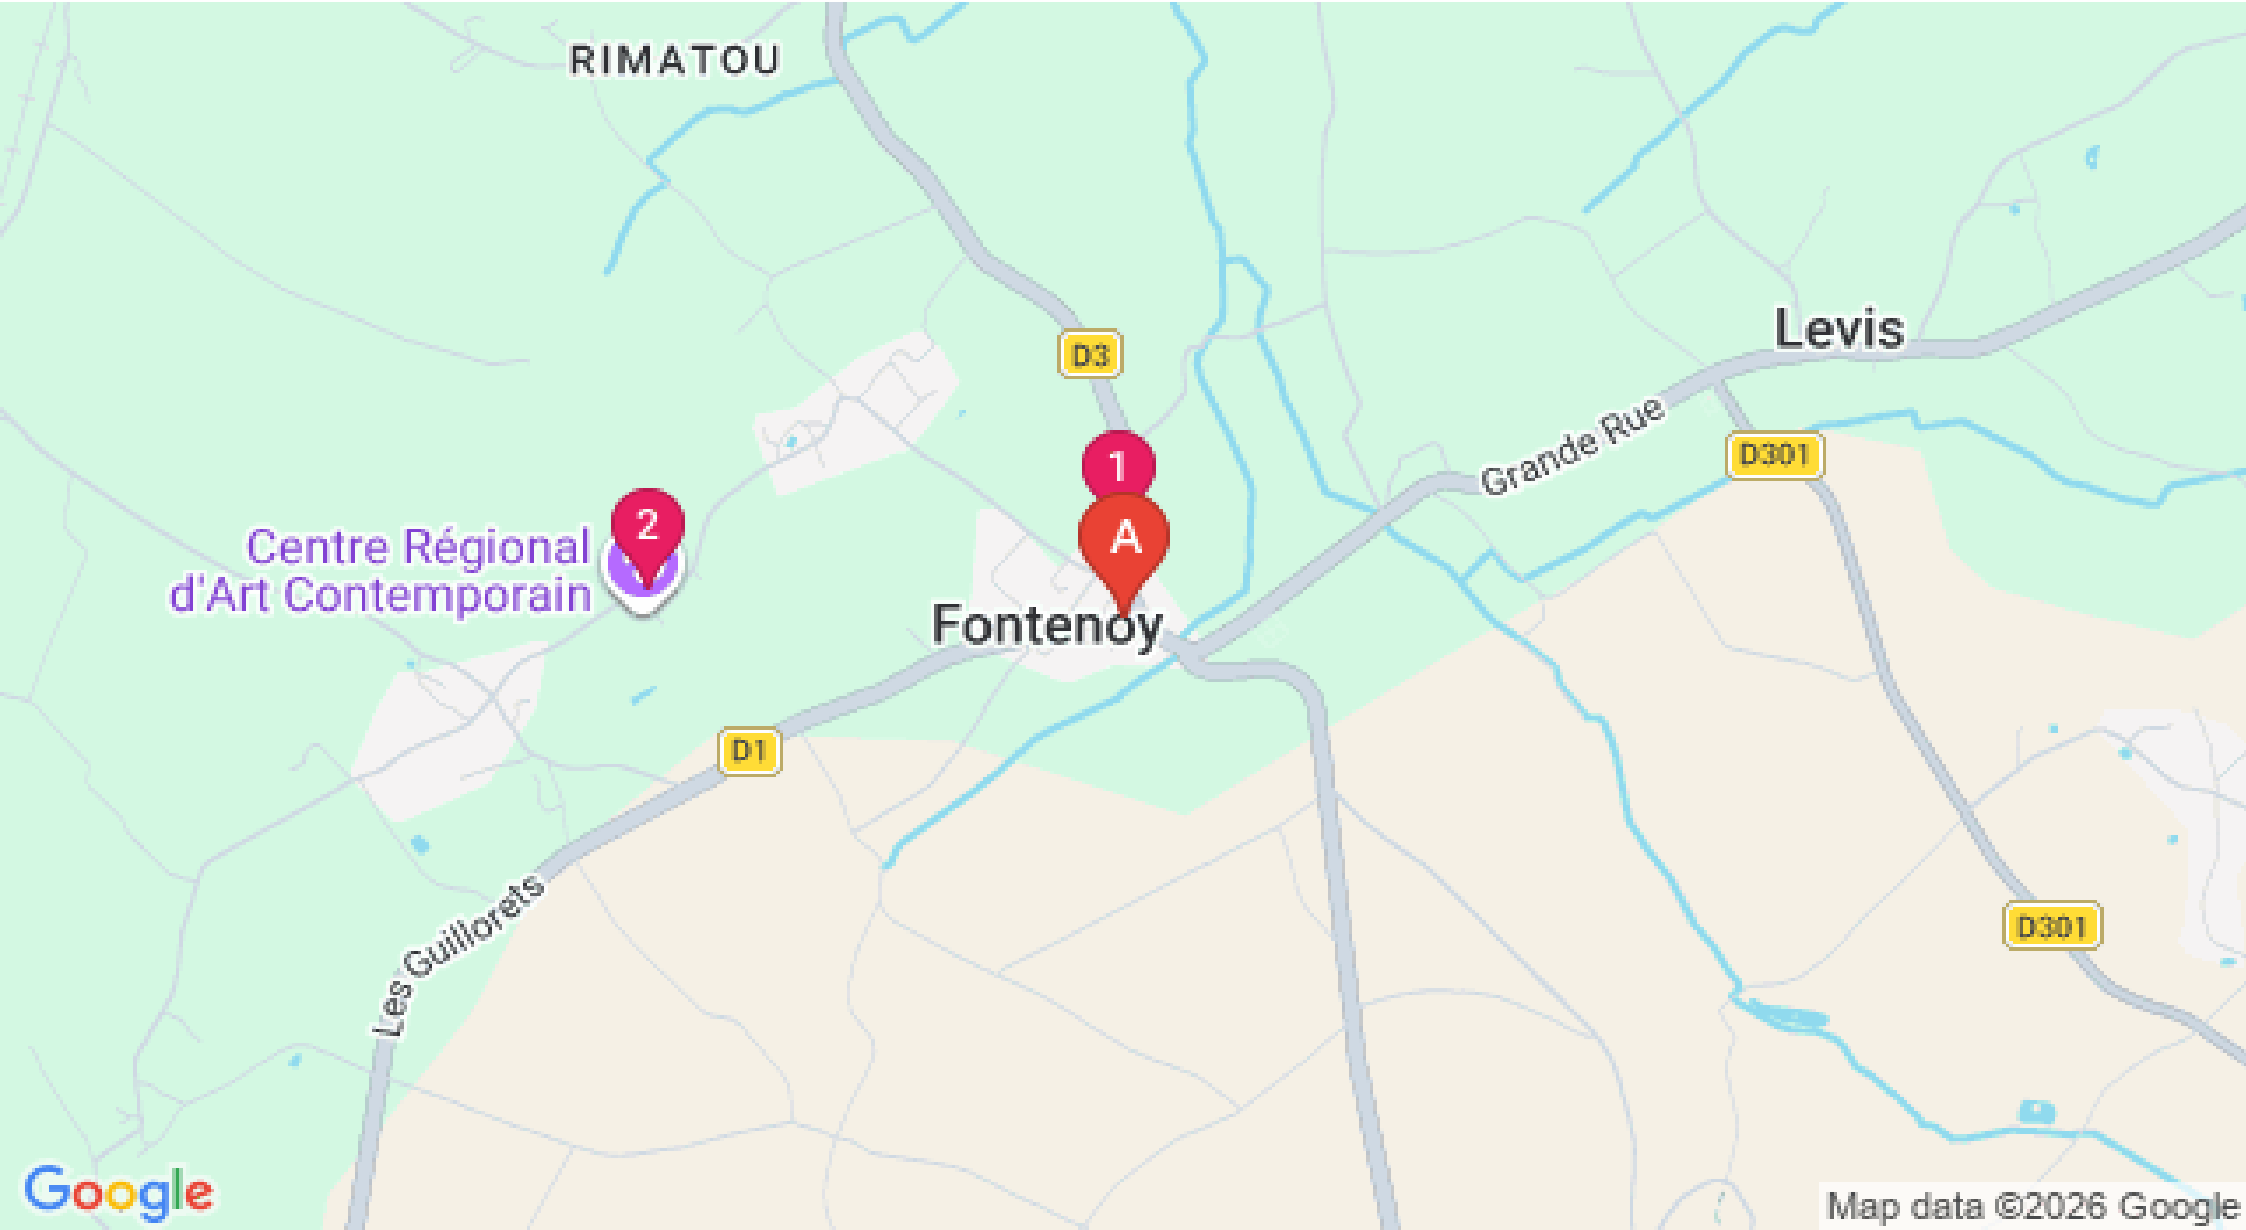 RIMATOU
Levis
D3
Grande Rue
D301
1
2
A
Centre Régional
d'Art Contemporain
Fontenoy
D1
Les Guillorets
D301
Google
Map data ©2026 Google